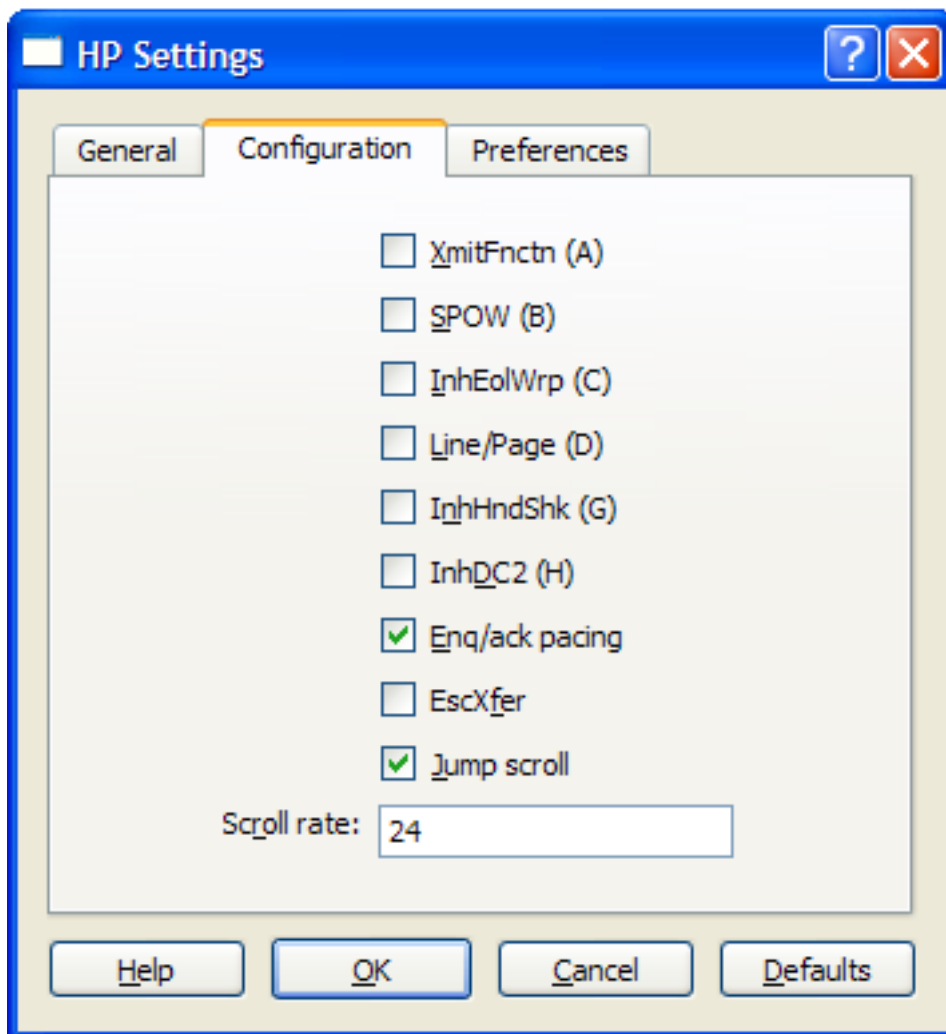 HP Settings
General Configuration Preferences
XmitFnctn (A)
SPOW (B)
InhEolWrp (C)
Line/Page (D)
InhHndShk (G)
InhDC2 (H)
Enq/ack pacing
EscXfer
Jump scroll
Scroll rate: 24
Help OK Cancel Defaults